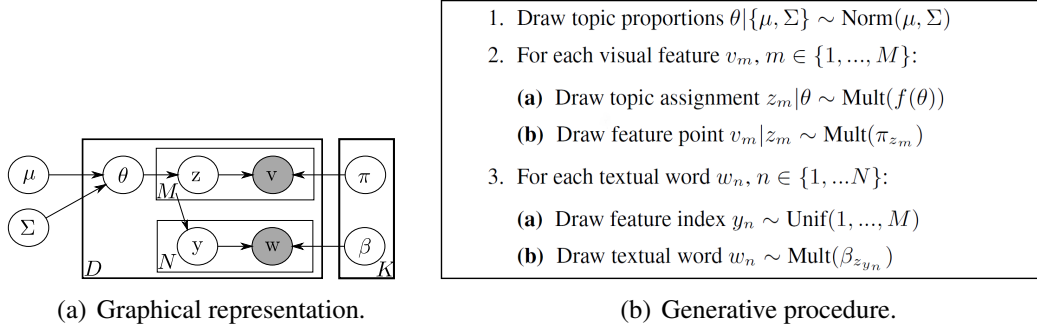 μ
θ
z
v
π
M
Σ
y
w
β
N
D
K
(a) Graphical representation.
1. Draw topic proportions θ|{μ, Σ} ∼ Norm(μ, Σ)
2. For each visual feature v_m, m ∈ {1, ..., M}:
(a) Draw topic assignment z_m|θ ∼ Mult(f(θ))
(b) Draw feature point v_m|z_m ∼ Mult(π_{z_m})
3. For each textual word w_n, n ∈ {1, ...N}:
(a) Draw feature index y_n ∼ Unif(1, ..., M)
(b) Draw textual word w_n ∼ Mult(β_{z_{y_n}})
(b) Generative procedure.